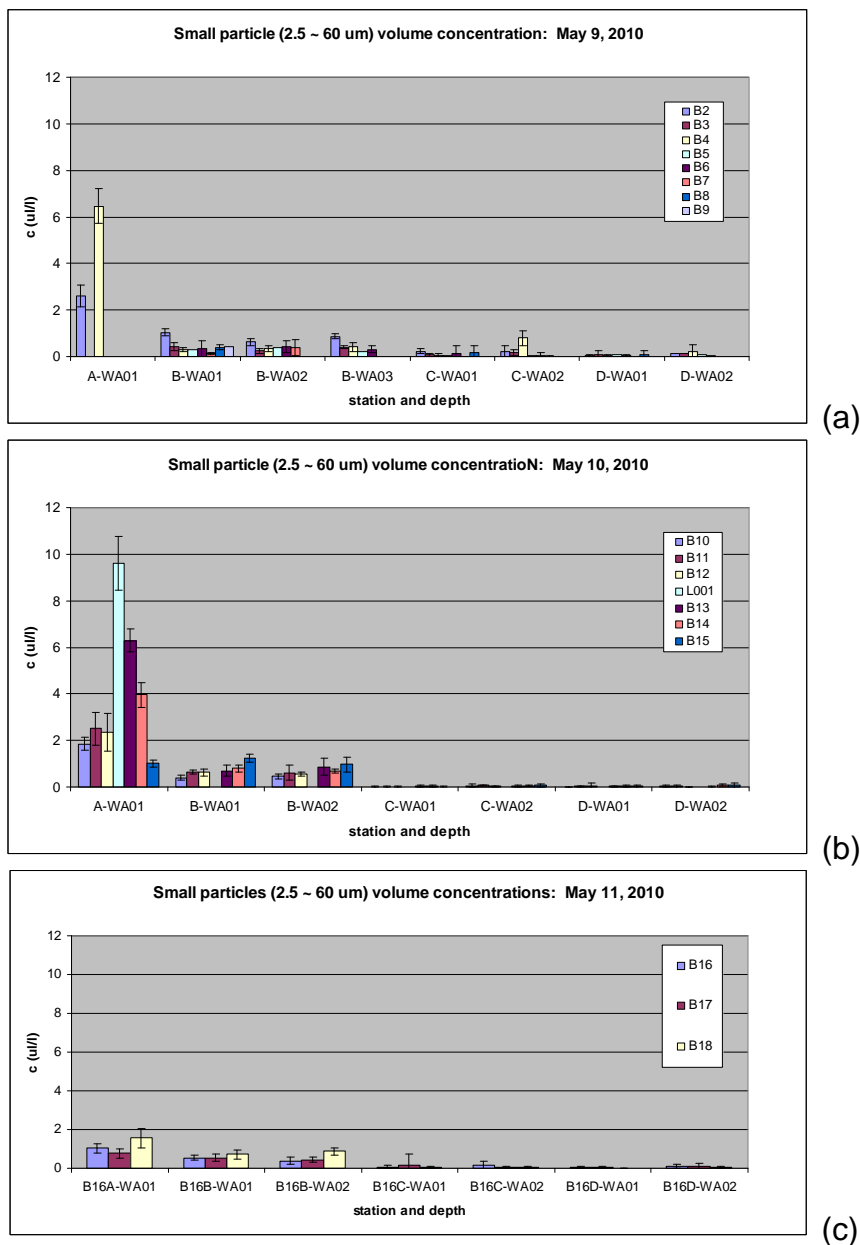 Small particle (2.5 ~ 60 um) volume concentration: May 9, 2010
12
10
8
6
4
2
0
c (ul/l)
B2
B3
B4
B5
B6
B7
B8
B9
A-WA01 B-WA01 B-WA02 B-WA03 C-WA01 C-WA02 D-WA01 D-WA02
station and depth
(a)
Small particle (2.5 ~ 60 um) volume concentratioN: May 10, 2010
12
10
8
6
4
2
0
c (ul/l)
B10
B11
B12
L001
B13
B14
B15
A-WA01 B-WA01 B-WA02 C-WA01 C-WA02 D-WA01 D-WA02
station and depth
(b)
Small particles (2.5 ~ 60 um) volume concentrations: May 11, 2010
12
10
8
6
4
2
0
c (ul/l)
B16
B17
B18
B16A-WA01 B16B-WA01 B16B-WA02 B16C-WA01 B16C-WA02 B16D-WA01 B16D-WA02
station and depth
(c)